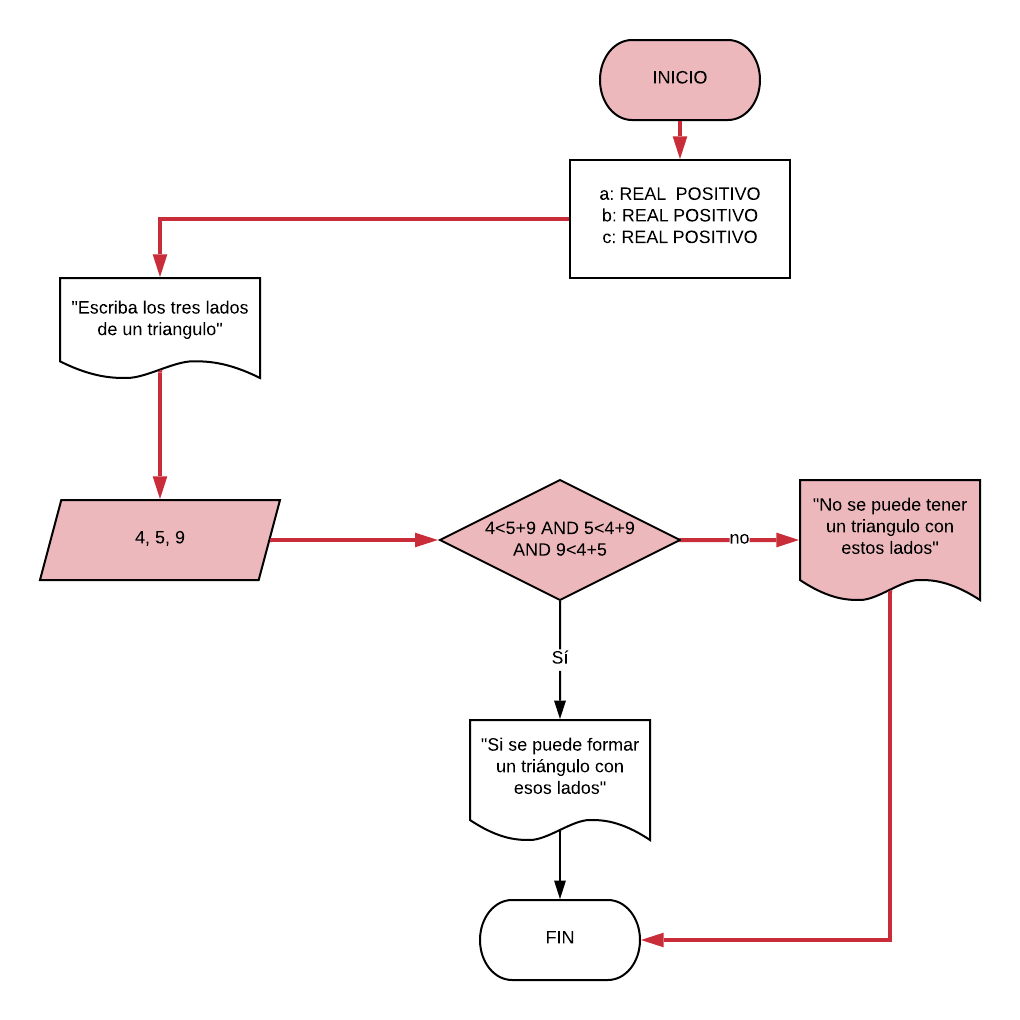 INICIO
a: REAL  POSITIVO
b: REAL POSITIVO
c: REAL POSITIVO
"Escriba los tres lados
de un triangulo"
4, 5, 9
4<5+9 AND 5<4+9
AND 9<4+5
no
"No se puede tener
un triangulo con
estos lados"
Sí
"Si se puede formar
un triángulo con
esos lados"
FIN